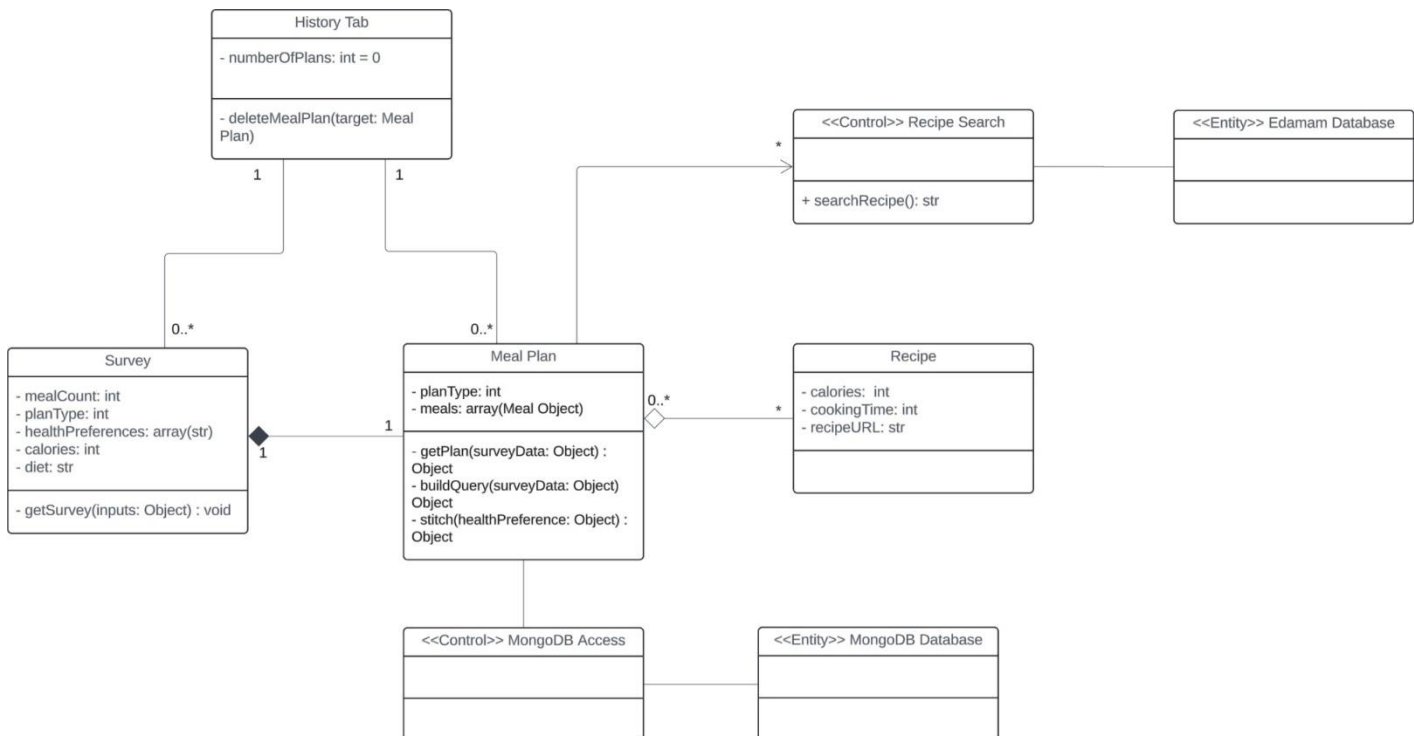 History Tab
- numberOfPlans: int = 0
- deleteMealPlan(target: Meal
Plan)
1
1
<<Control>> Recipe Search
+ searchRecipe(): str
*
<<Entity>> Edamam Database
0..*
0..*
Survey
- mealCount: int
- planType: int
- healthPreferences: array(str)
- calories: int
- diet: str
- getSurvey(inputs: Object) : void
1
1
Meal Plan
- planType: int
- meals: array(Meal Object)
- getPlan(surveyData: Object) :
Object
- buildQuery(surveyData: Object)
Object
- stitch(healthPreference: Object) :
Object
0..*
*
Recipe
- calories:  int
- cookingTime: int
- recipeURL: str
<<Control>> MongoDB Access
<<Entity>> MongoDB Database